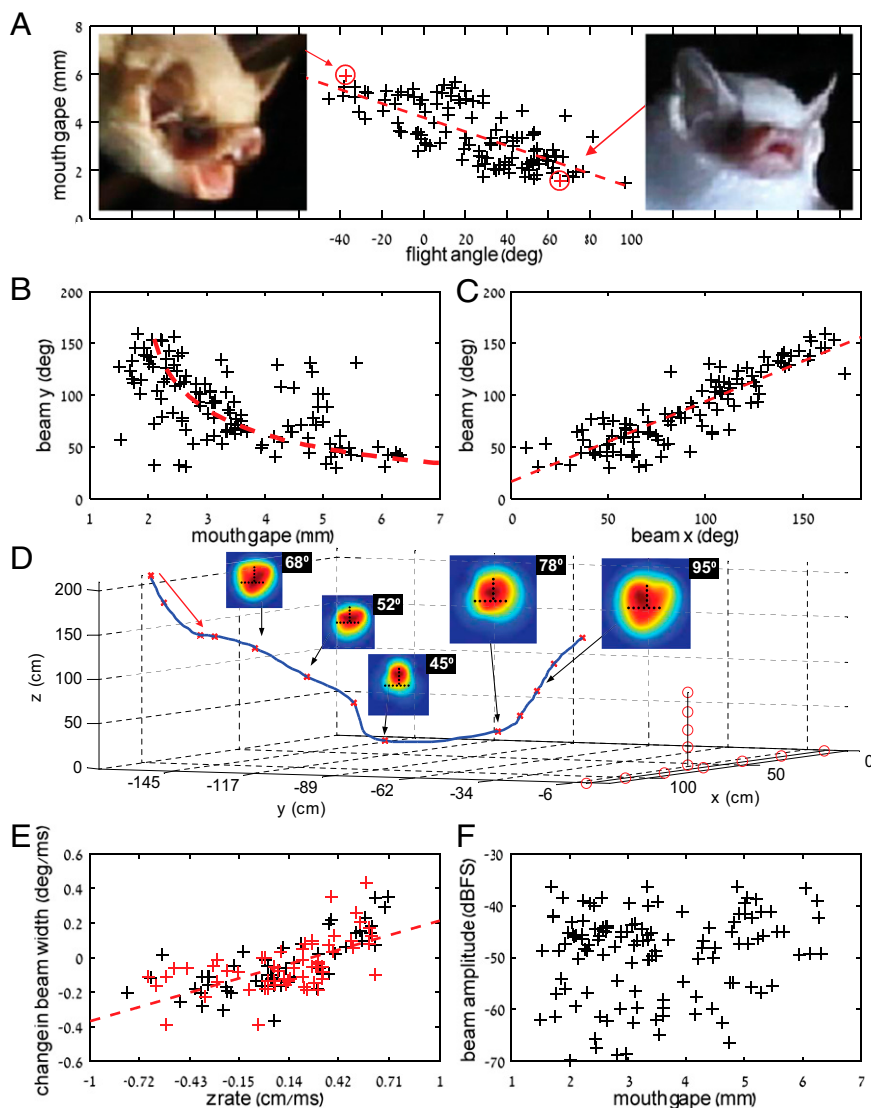 A
8
6
4
2
0
mouth gape (mm)
-40 -20 0 20 40 60 80 100
flight angle (deg)
B
200
150
100
50
0
beam y (deg)
1 2 3 4 5 6 7
mouth gape (mm)
C
200
150
100
50
0
beam y (deg)
0 50 100 150
beam x (deg)
D
200
150
100
50
0
z (cm)
68º
52º
45º
78º
95º
-145 -117 -89 -62 -34 -6
y (cm)
100 50 0
x (cm)
E
0.6
0.4
0.2
0
-0.2
-0.4
-0.6
change in beam width (deg/ms)
-1 -0.72 -0.43 -0.15 0.14 0.42 0.71 1
z rate (cm/ms)
F
-30
-40
-50
-60
-70
beam amplitude (dBFS)
1 2 3 4 5 6 7
mouth gape (mm)